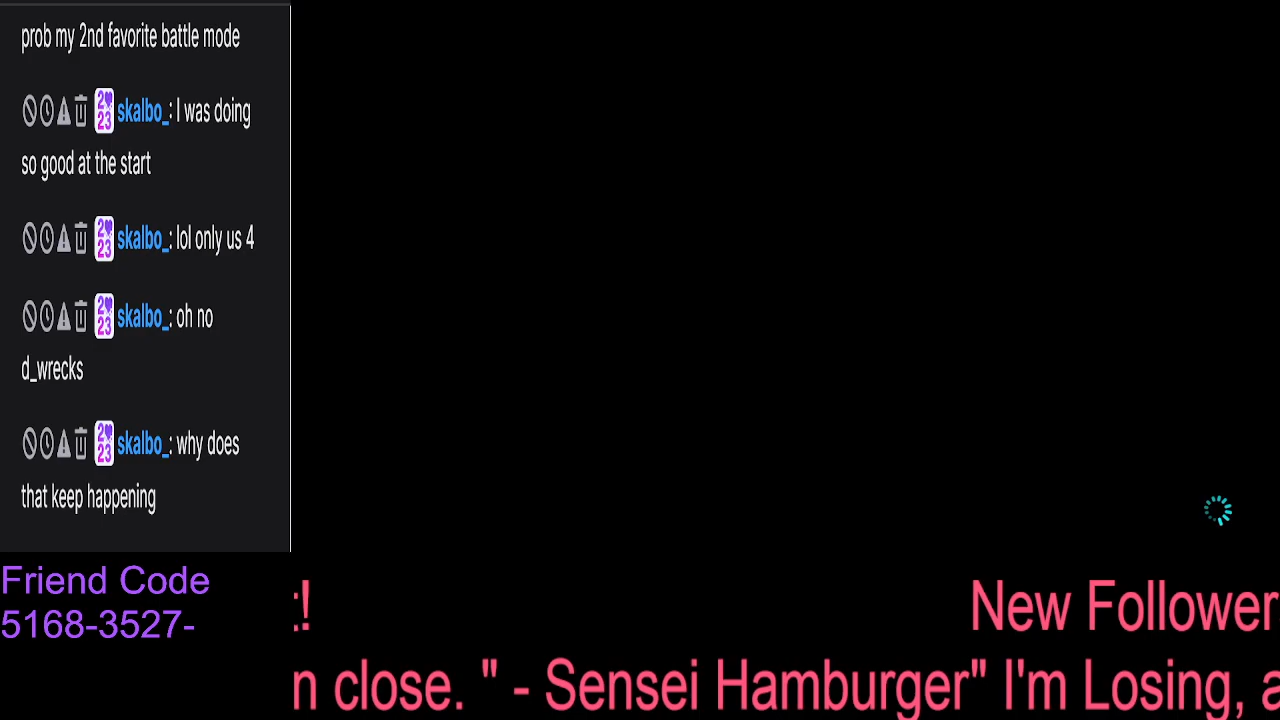 prob my 2nd favorite battle mode
skalbo_: I was doing
so good at the start
skalbo_: lol only us 4
skalbo_: oh no
d_wrecks
skalbo_: why does
that keep happening
Friend Code
5168-3527-
! New Follower
n close. " - Sensei Hamburger" I'm Losing, a